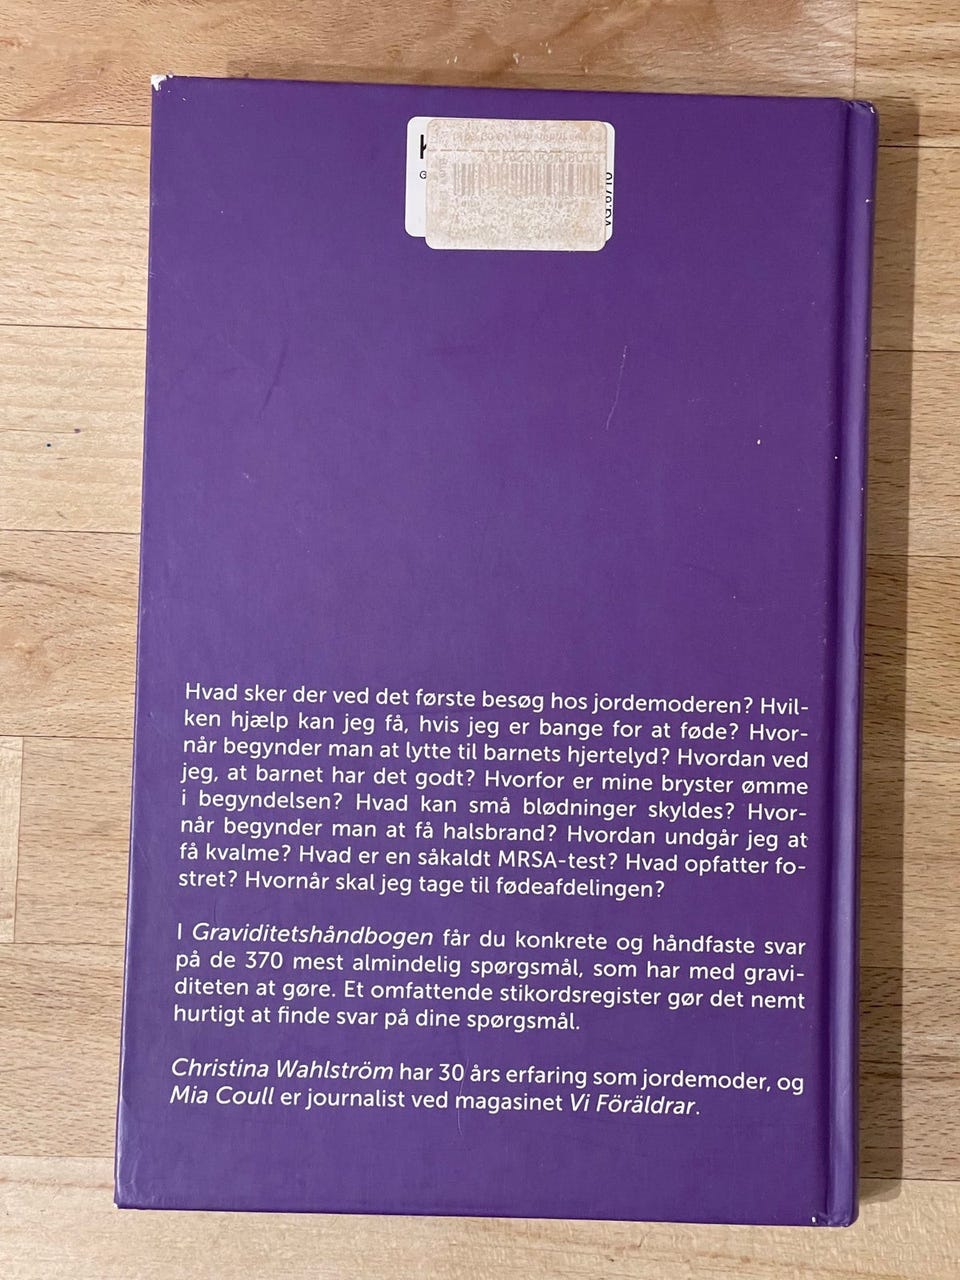 Hvad sker der ved det første besøg hos jordemoderen? Hvil-
ken hjælp kan jeg få, hvis jeg er bange for at føde? Hvor-
når begynder man at lytte til barnets hjertelyd? Hvordan ved
jeg, at barnet har det godt? Hvorfor er mine bryster ømme
i begyndelsen? Hvad kan små blødninger skyldes? Hvor-
når begynder man at få halsbrand? Hvordan undgår jeg at
få kvalme? Hvad er en såkaldt MRSA-test? Hvad opfatter fo-
stret? Hvornår skal jeg tage til fødeafdelingen?
I Graviditetshåndbogen får du konkrete og håndfaste svar
på de 370 mest almindelig spørgsmål, som har med gravi-
diteten at gøre. Et omfattende stikordsregister gør det nemt
hurtigt at finde svar på dine spørgsmål.
Christina Wahlström har 30 års erfaring som jordemoder, og
Mia Coull er journalist ved magasinet Vi Föräldrar.